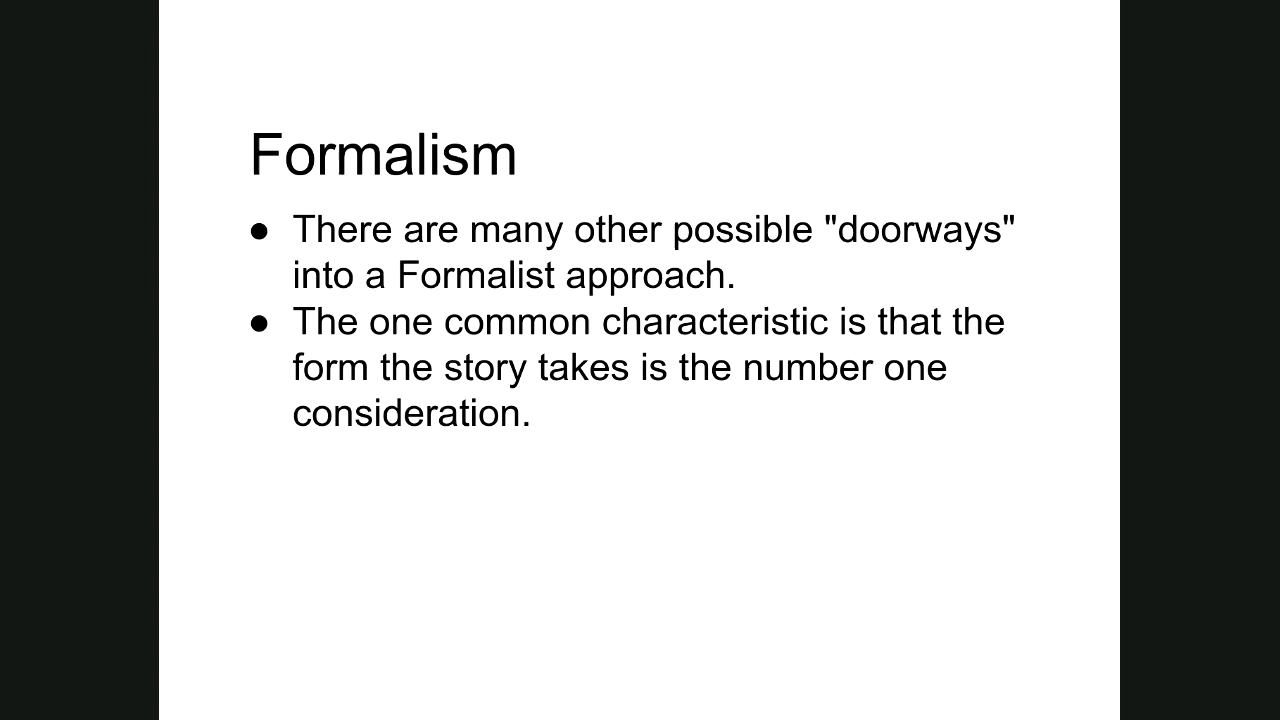 Formalism
● There are many other possible "doorways"
into a Formalist approach.
● The one common characteristic is that the
form the story takes is the number one
consideration.